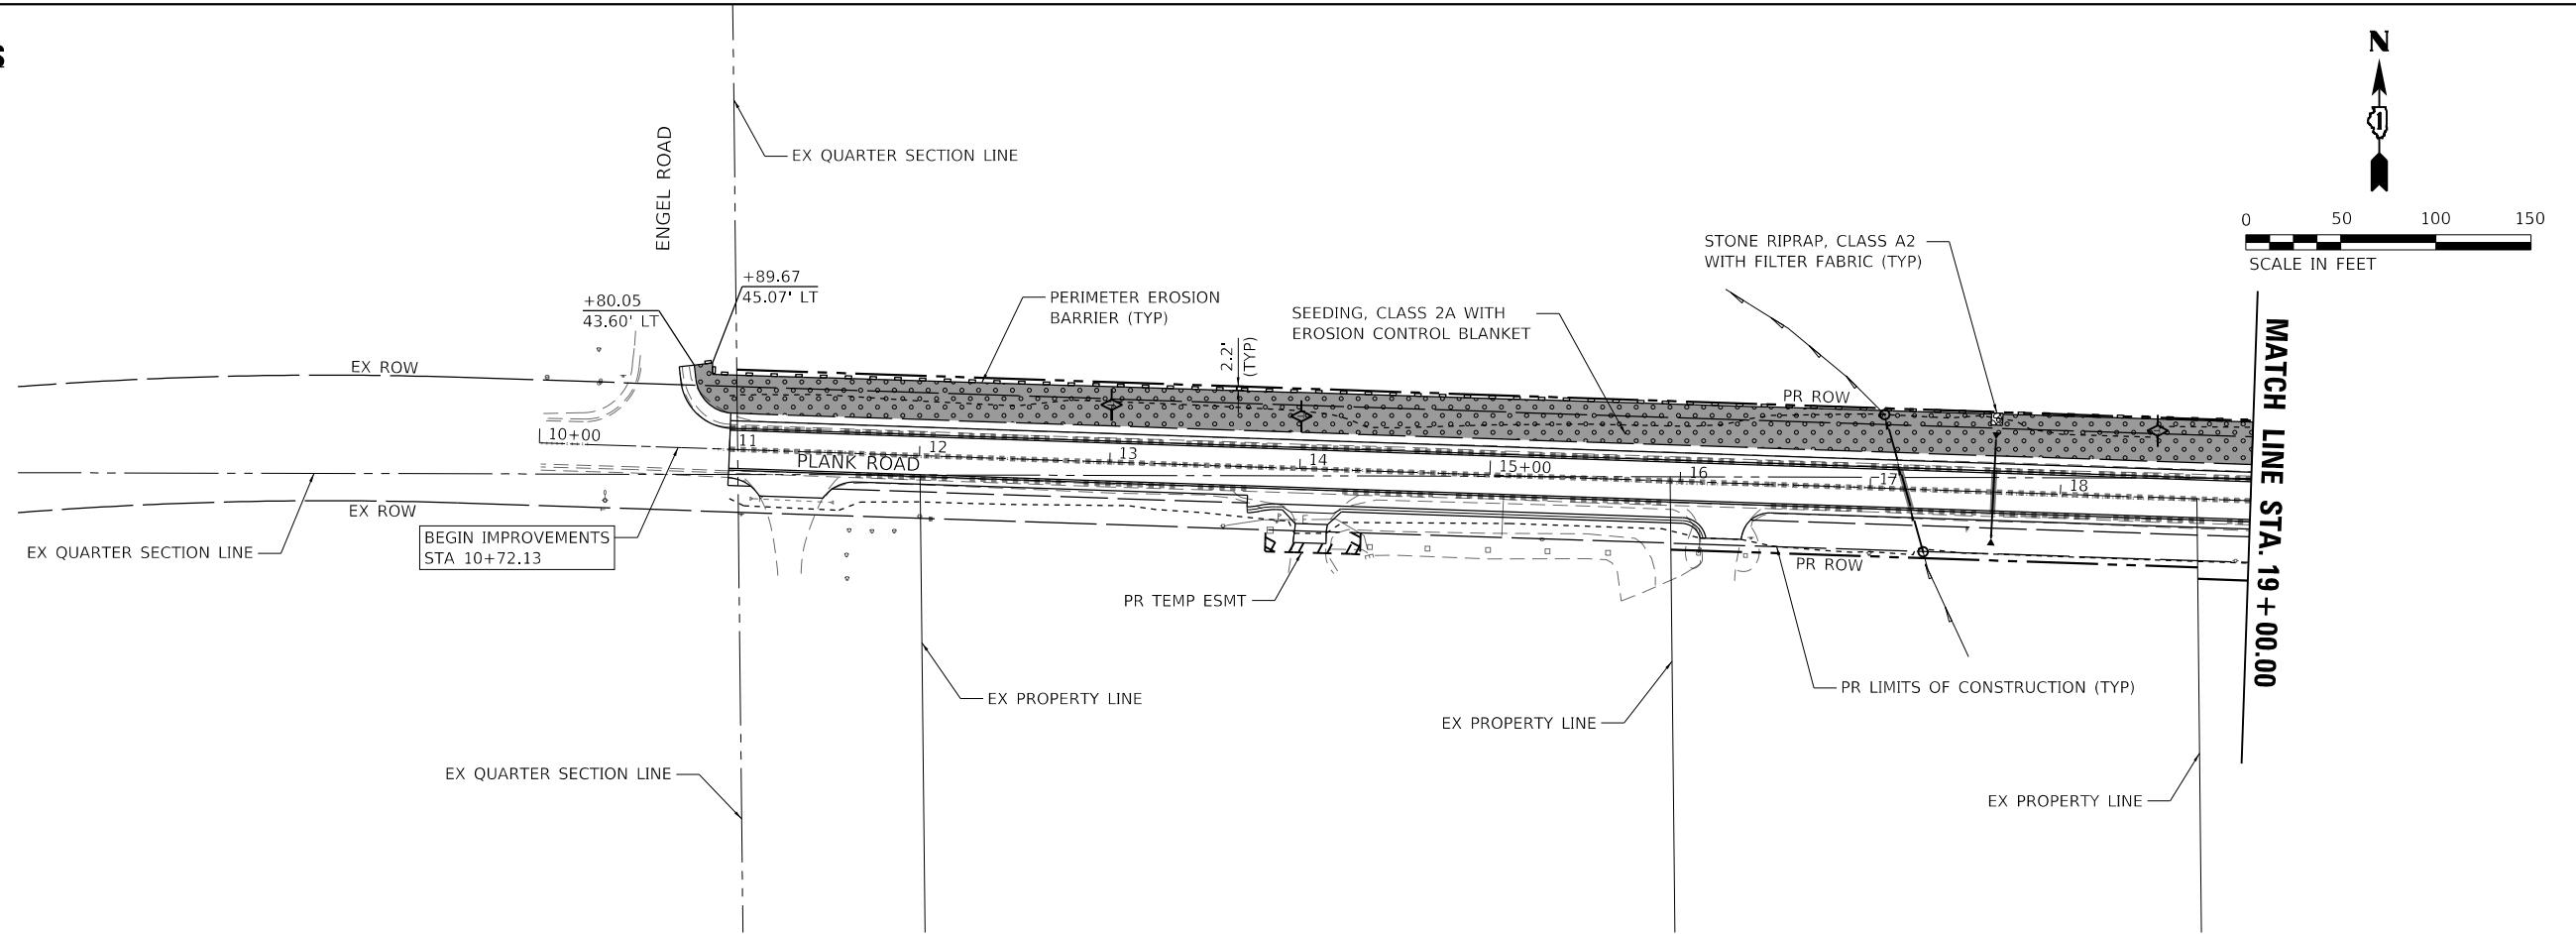 S
N
1
0 50 100 150
SCALE IN FEET
ENGEL ROAD
EX QUARTER SECTION LINE
STONE RIPRAP, CLASS A2
WITH FILTER FABRIC (TYP)
+89.67
45.07' LT
+80.05
43.60' LT
PERIMETER EROSION
BARRIER (TYP)
SEEDING, CLASS 2A WITH
EROSION CONTROL BLANKET
2.2'
(TYP)
EX ROW
PR ROW
10+00
11
12
13
14
15+00
16
17
18
PLANK ROAD
EX ROW
BEGIN IMPROVEMENTS
STA 10+72.13
EX QUARTER SECTION LINE
PR ROW
PR TEMP ESMT
MATCH LINE STA. 19+00.00
EX PROPERTY LINE
PR LIMITS OF CONSTRUCTION (TYP)
EX PROPERTY LINE
EX QUARTER SECTION LINE
EX PROPERTY LINE